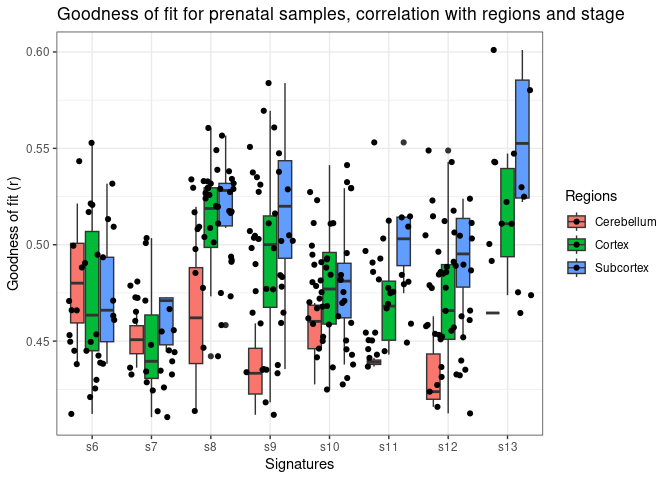 Goodness of fit for prenatal samples, correlation with regions and stage
0.60
0.55
0.50
0.45
Goodness of fit (r)
s6 s7 s8 s9 s10 s11 s12 s13
Signatures
Regions
Cerebellum
Cortex
Subcortex